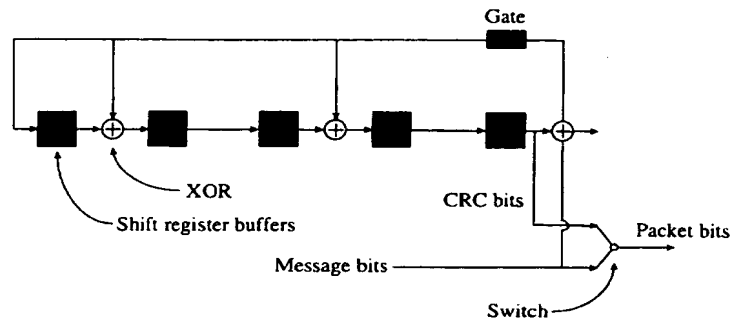 Gate
XOR
CRC bits
Shift register buffers
Packet bits
Message bits
Switch